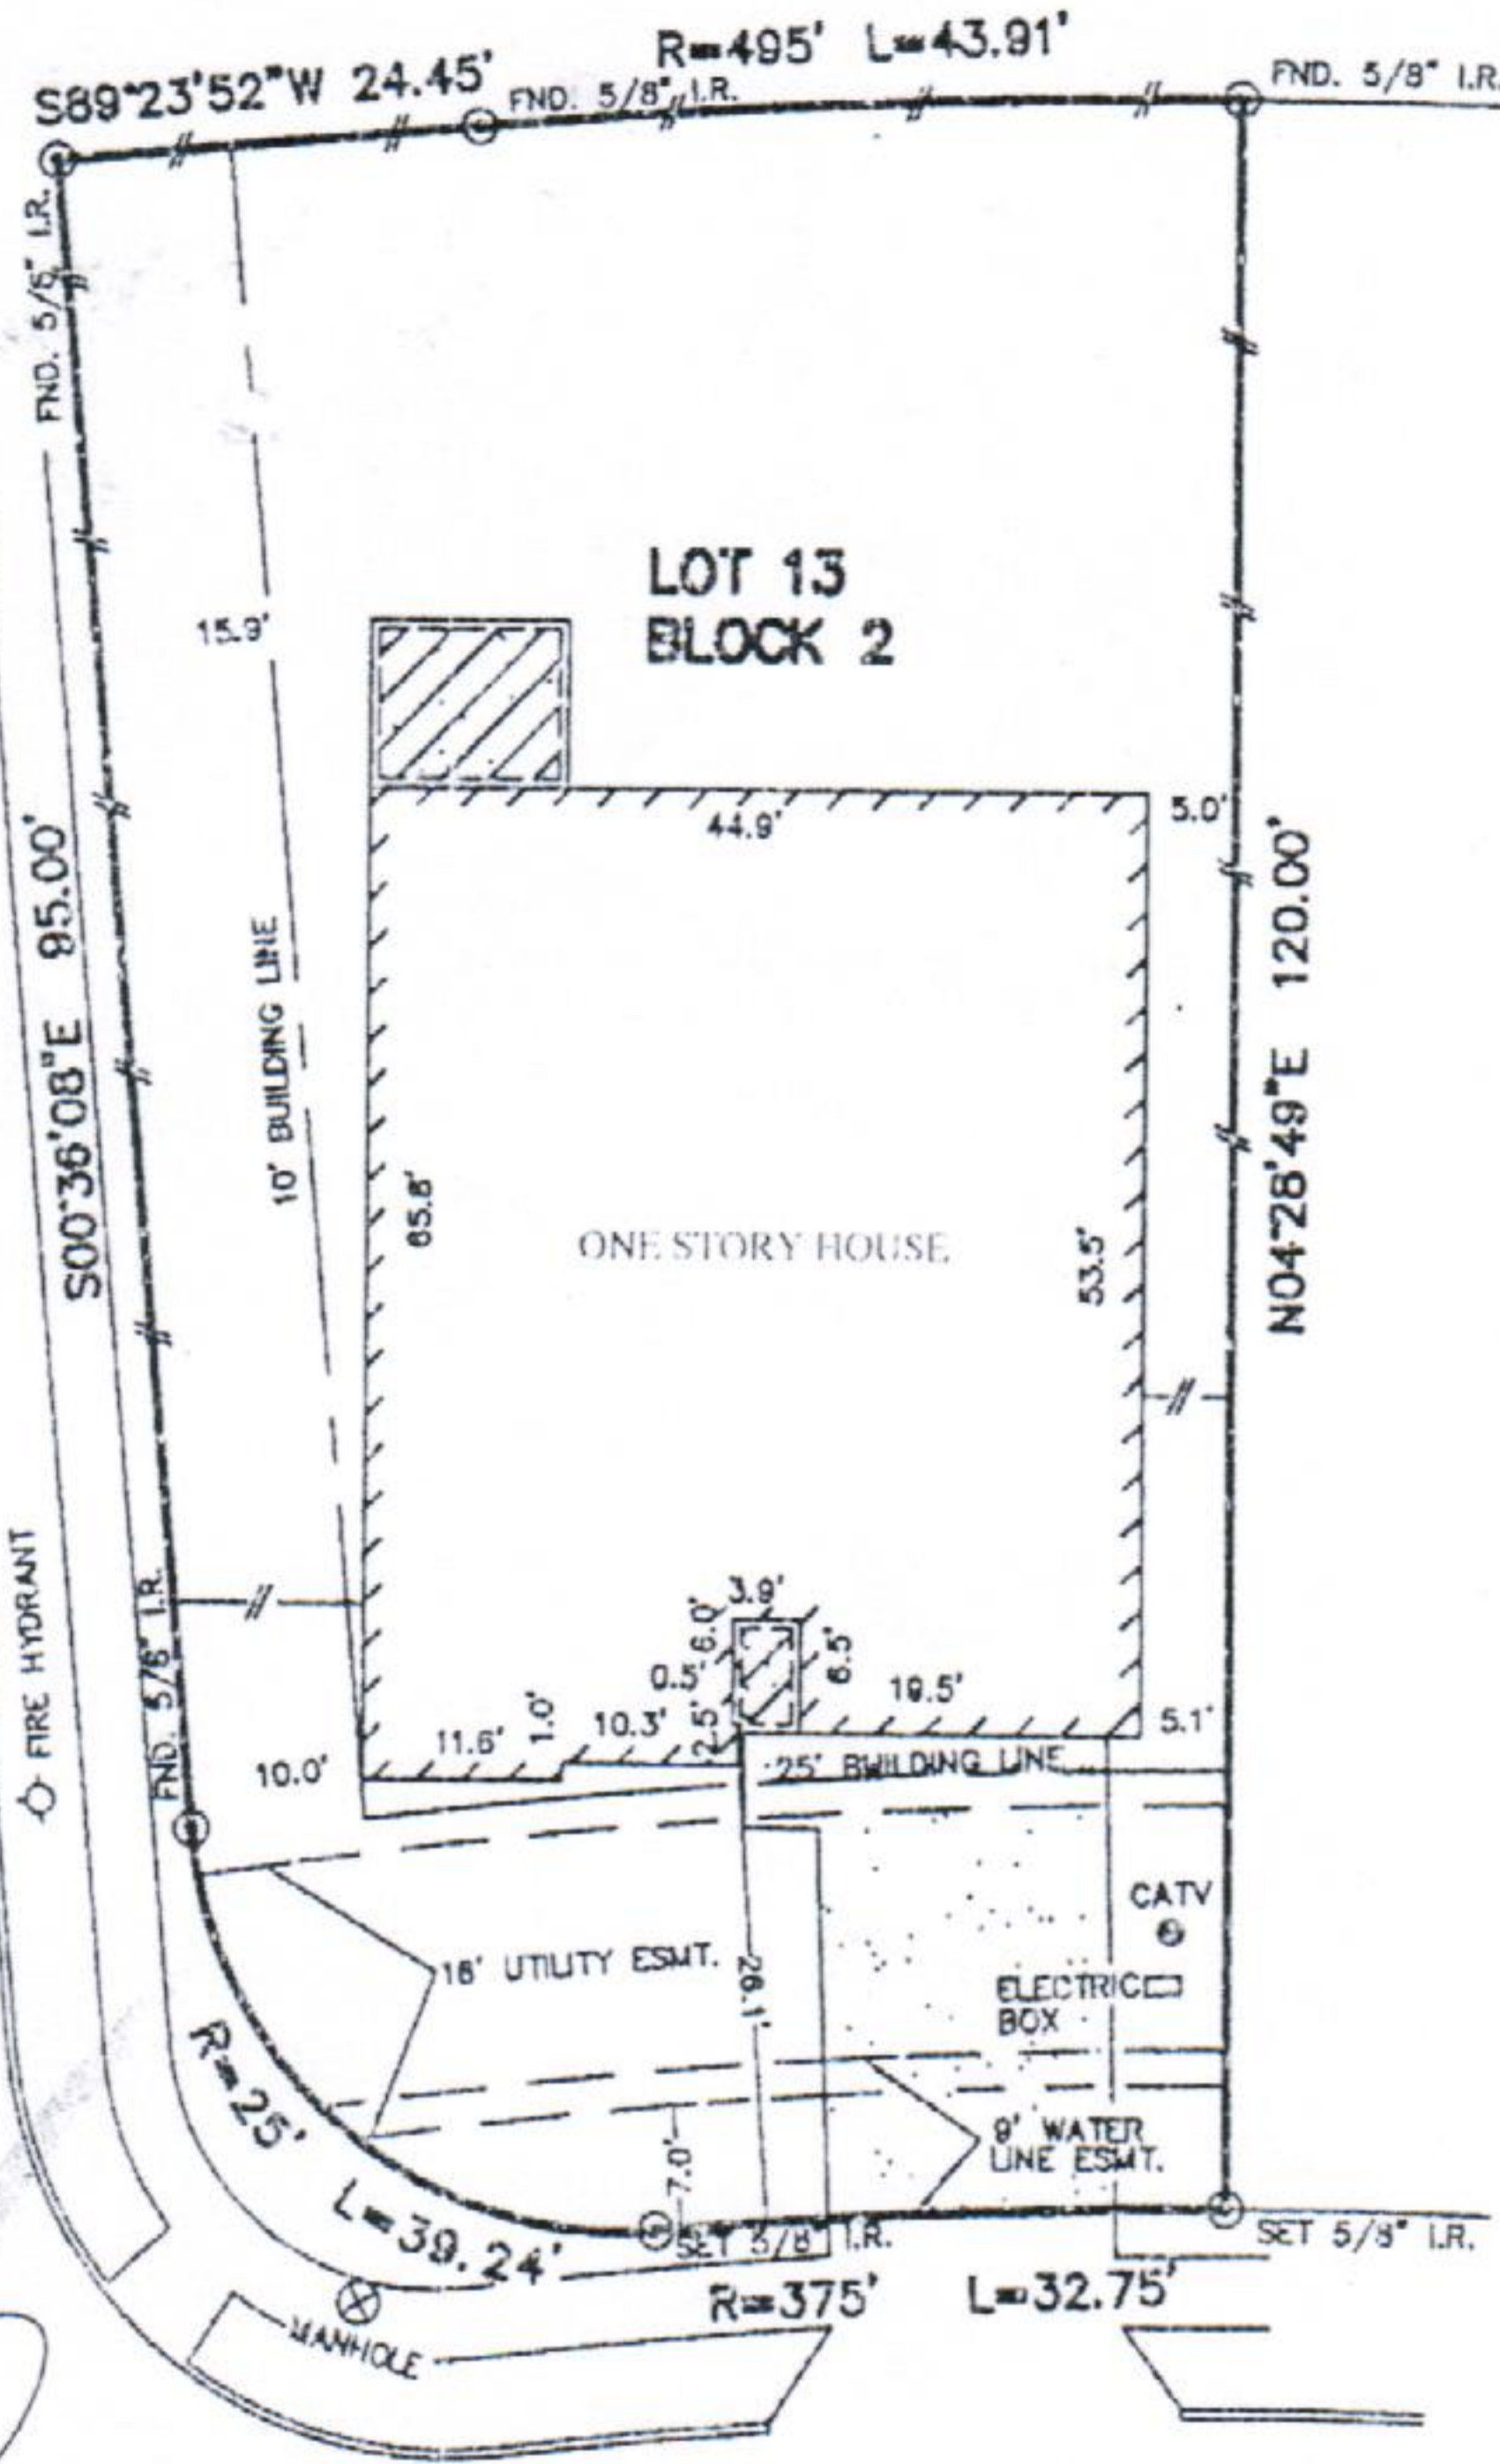 R=495' L=43.91'
S89°23'52"W 24.45'
FND. 5/8" I.R.
FND. 5/8" I.R.
FND. 5/8" I.R.
LOT 13
BLOCK 2
15.9'
44.9'
5.0'
S00°36'08"E 95.00'
10' BUILDING LINE
N04°28'49"E 120.00'
65.8'
ONE STORY HOUSE
53.5'
FIRE HYDRANT
FND. 5/8" I.R.
3.9'
6.0'
0.5'
6.5'
19.5'
11.6'
1.0'
10.3'
2.5'
5.1'
10.0'
25' BUILDING LINE
CATV
16' UTILITY ESMT.
26.1'
ELECTRIC
BOX
R=25'
L=39.24'
7.0'
9' WATER
LINE ESMT.
SET 5/8" I.R.
SET 5/8" I.R.
R=375' L=32.75'
MANHOLE